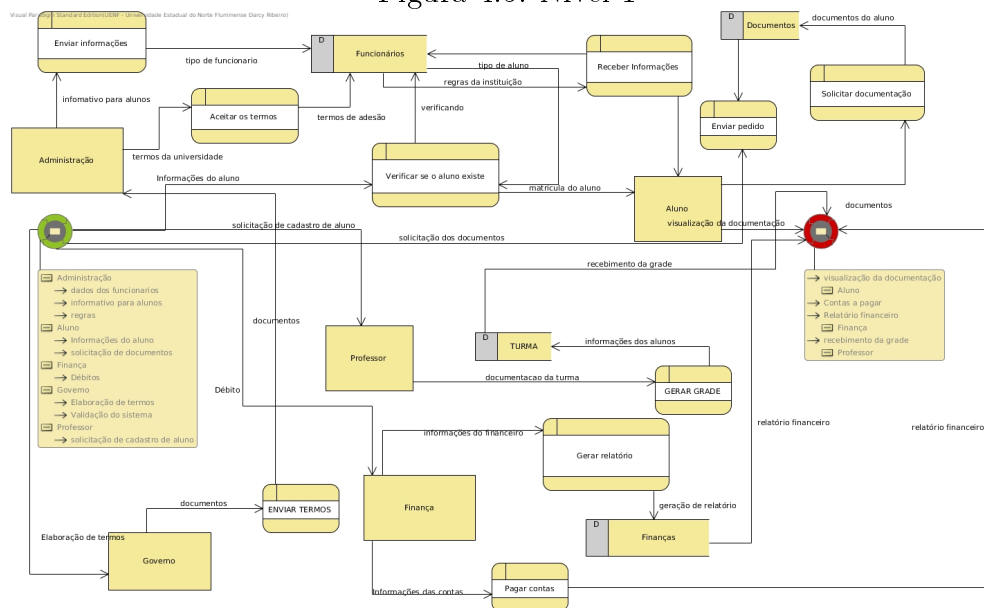 Figura 4.6: Nível 1
Visual Paradigm Standard Edition(UENF - Universidade Estadual do Norte Fluminense Darcy Ribeiro)
Enviar informações
tipo de funcionario
D
Funcionários
tipo de aluno
regras da instituição
Receber Informações
D
Documentos
documentos do aluno
Solicitar documentação
infomativo para alunos
Aceitar os termos
termos de adesão
verificando
Enviar pedido
Administração
termos da universidade
Informações do aluno
Verificar se o aluno existe
matricula do aluno
Aluno
visualização da documentação
documentos
solicitação de cadastro de aluno
solicitação dos documentos
recebimento da grade
Administração
dados dos funcionarios
informativo para alunos
regras
Aluno
Informações do aluno
solicitação de documentos
Finança
Débitos
Governo
Elaboração de termos
Validação do sistema
Professor
solicitação de cadastro de aluno
visualização da documentação
Aluno
Contas a pagar
Relatório financeiro
Finança
recebimento da grade
Professor
documentos
Professor
D
TURMA
informações dos alunos
documentacao da turma
GERAR GRADE
Débito
informações do financeiro
Gerar relatório
relatório financeiro
relatório financeiro
documentos
ENVIAR TERMOS
Finança
geração de relatório
D
Finanças
Elaboração de termos
Governo
Informações das contas
Pagar contas